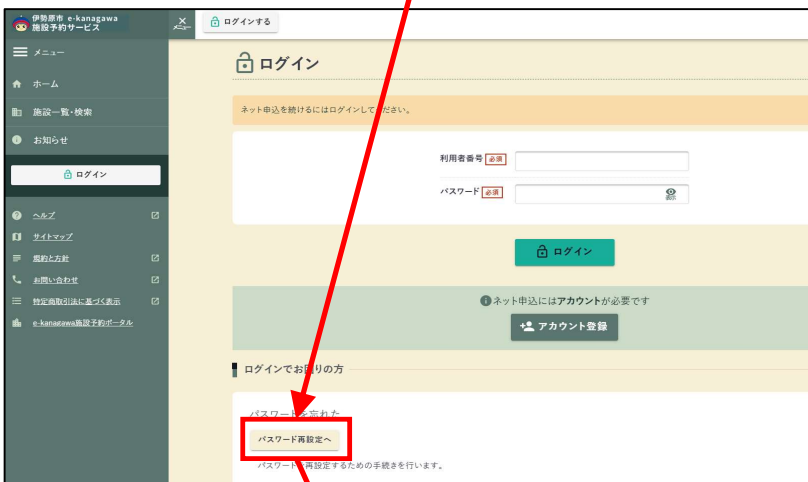 伊勢原市 e-kanagawa
施設予約サービス
メニュー
ログインする
メニュー
ホーム
施設一覧・検索
お知らせ
ログイン
ヘルプ
サイトマップ
規約と方針
お問い合わせ
特定商取引法に基づく表示
e-kanagawa施設予約ポータル
ログイン
ネット申込を続けるにはログインしてください。
利用者番号 必須
パスワード 必須
表示
ログイン
ネット申込にはアカウントが必要です
アカウント登録
ログインでお困りの方
パスワードを忘れた
パスワード再設定へ
パスワードを再設定するための手続きを行います。